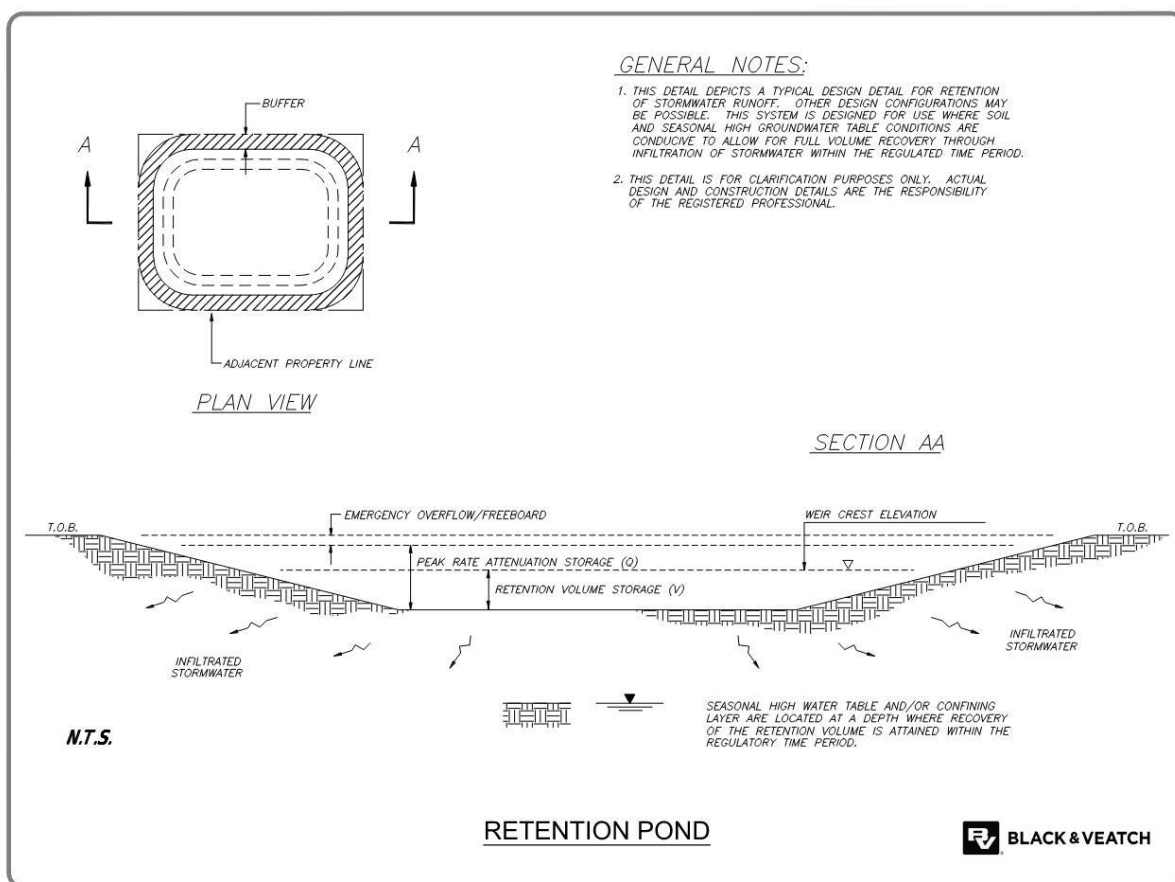 GENERAL NOTES:
1. THIS DETAIL DEPICTS A TYPICAL DESIGN DETAIL FOR RETENTION
OF STORMWATER RUNOFF. OTHER DESIGN CONFIGURATIONS MAY
BE POSSIBLE. THIS SYSTEM IS DESIGNED FOR USE WHERE SOIL
AND SEASONAL HIGH GROUNDWATER TABLE CONDITIONS ARE
CONDUCIVE TO ALLOW FOR FULL VOLUME RECOVERY THROUGH
INFILTRATION OF STORMWATER WITHIN THE REGULATED TIME PERIOD.
2. THIS DETAIL IS FOR CLARIFICATION PURPOSES ONLY. ACTUAL
DESIGN AND CONSTRUCTION DETAILS ARE THE RESPONSIBILITY
OF THE REGISTERED PROFESSIONAL.
BUFFER
A
A
ADJACENT PROPERTY LINE
PLAN VIEW
SECTION AA
T.O.B.
EMERGENCY OVERFLOW/FREEBOARD
WEIR CREST ELEVATION
T.O.B.
PEAK RATE ATTENUATION STORAGE (Q)
RETENTION VOLUME STORAGE (V)
INFILTRATED
STORMWATER
INFILTRATED
STORMWATER
SEASONAL HIGH WATER TABLE AND/OR CONFINING
LAYER ARE LOCATED AT A DEPTH WHERE RECOVERY
OF THE RETENTION VOLUME IS ATTAINED WITHIN THE
REGULATORY TIME PERIOD.
N.T.S.
RETENTION POND
BV BLACK & VEATCH